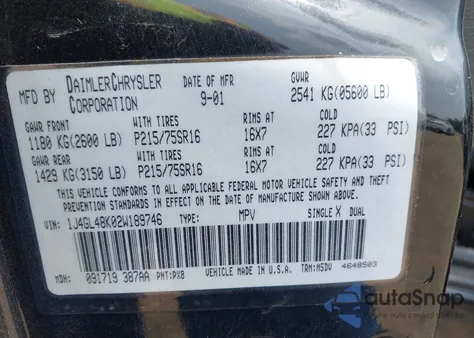 MFD BY DAIMLERCHRYSLER CORPORATION DATE OF MFR 9-01 GVWR 2541 KG(05600 LB)
GAWR FRONT WITH TIRES RIMS AT COLD
1180 KG(2600 LB) P215/75SR16 16X7 227 KPA(33 PSI)
GAWR REAR WITH TIRES RIMS AT COLD
1429 KG(3150 LB) P215/75SR16 16X7 227 KPA(33 PSI)
THIS VEHICLE CONFORMS TO ALL APPLICABLE FEDERAL MOTOR VEHICLE SAFETY, BUMPER AND THEFT
PREVENTION STANDARDS IN EFFECT ON THE DATE OF MANUFACTURE SHOWN ABOVE.
VIN: 1J4GL48K02W189746 TYPE: MPV SINGLE X DUAL
MDH: 091719 387AA PNT: PX8 VEHICLE MADE IN U.S.A. TRM: MSDV 4648503
autoSnap